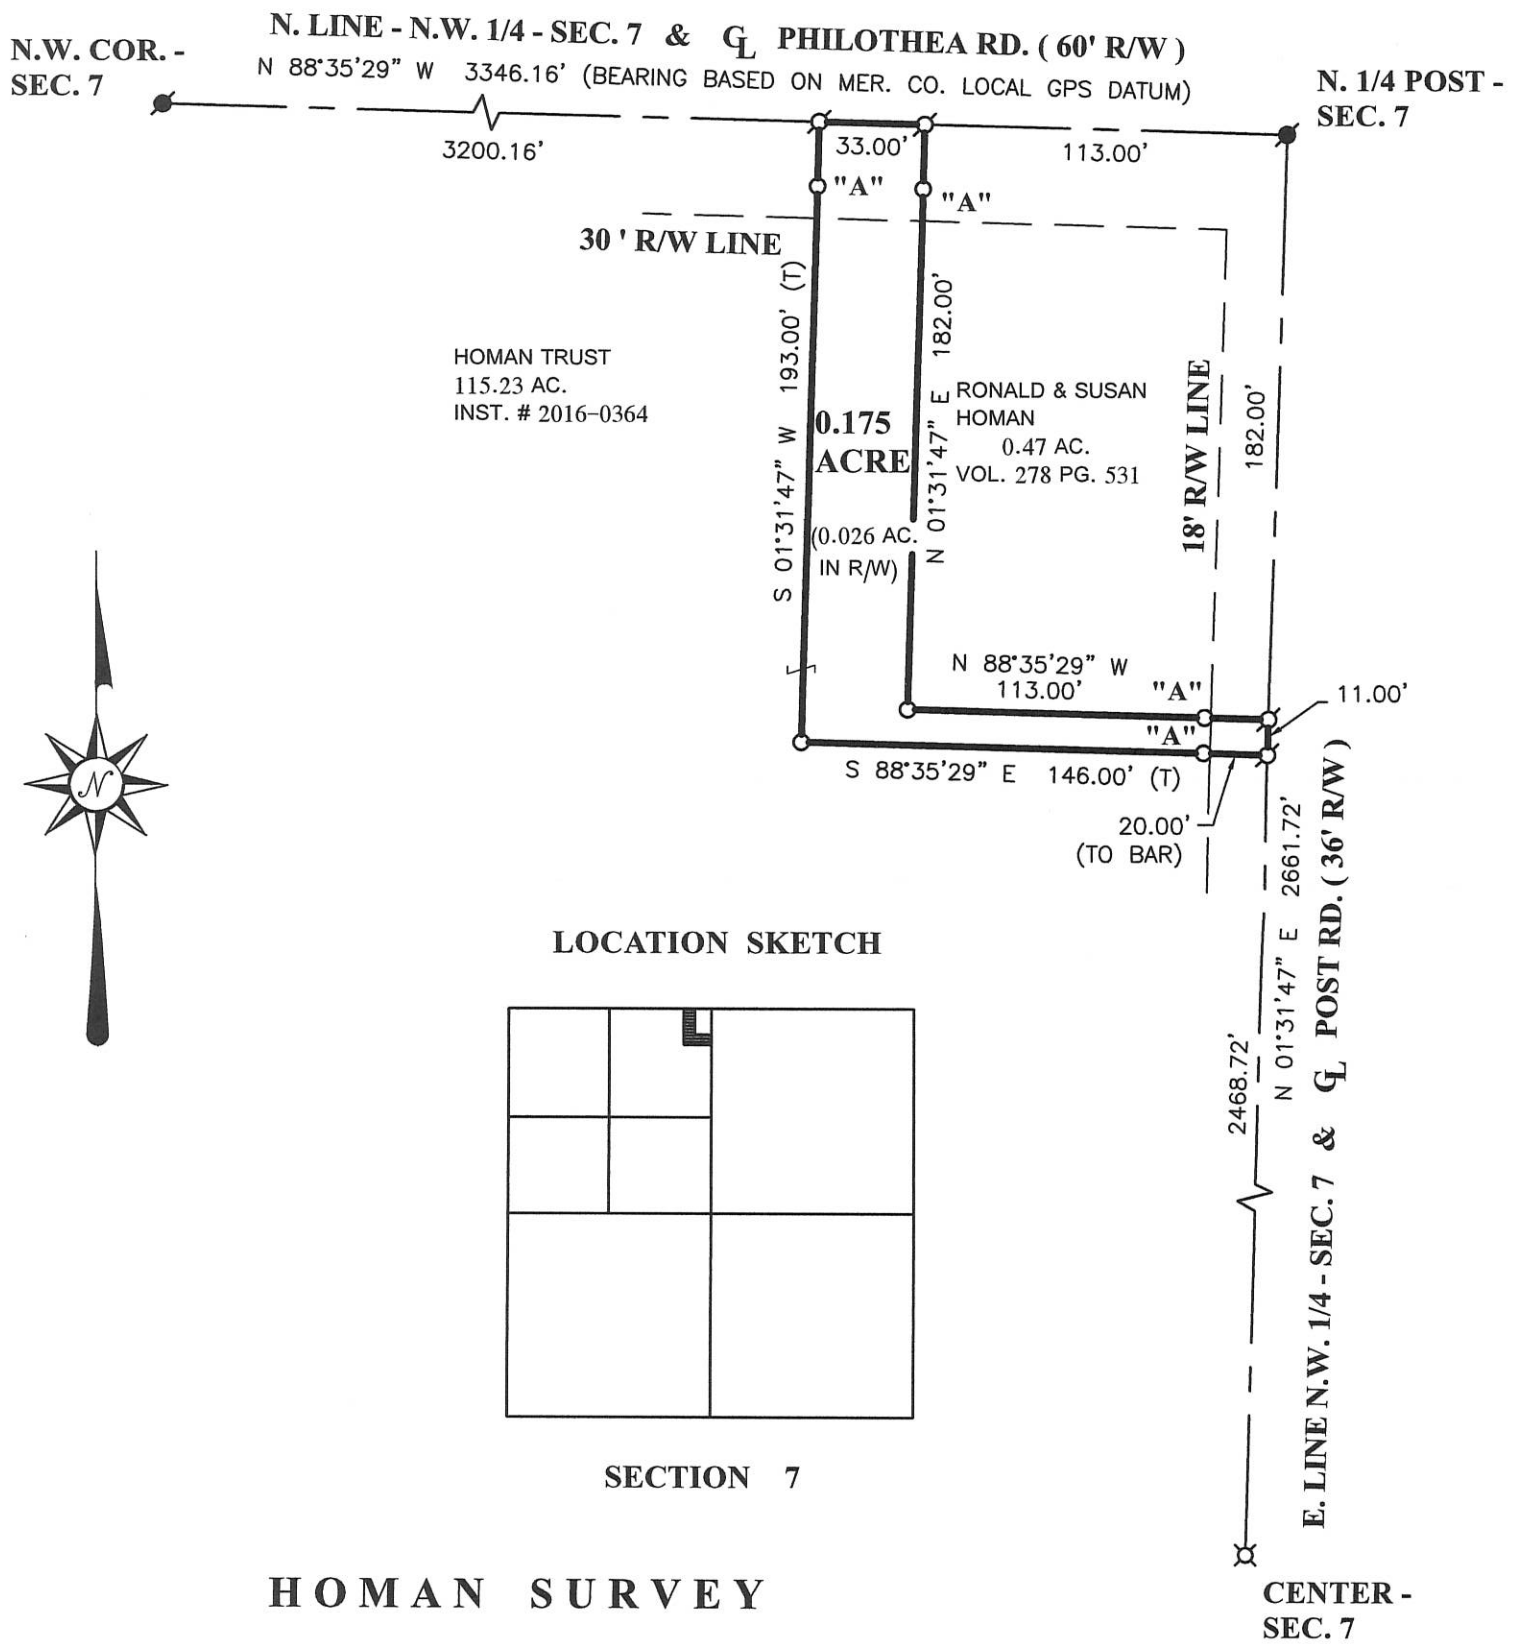 N. LINE - N.W. 1/4 - SEC. 7 & ℄ PHILOTHEA RD. ( 60' R/W )
N 88°35'29" W 3346.16' (BEARING BASED ON MER. CO. LOCAL GPS DATUM)
N.W. COR. -
SEC. 7
N. 1/4 POST -
SEC. 7
3200.16'
33.00'
113.00'
"A"
"A"
30 ' R/W LINE
S 01°31'47" W 193.00' (T)
N 01°31'47" E 182.00'
HOMAN TRUST
115.23 AC.
INST. # 2016-0364
0.175
ACRE
(0.026 AC.
IN R/W)
RONALD & SUSAN
HOMAN
0.47 AC.
VOL. 278 PG. 531
18' R/W LINE
182.00'
N 88°35'29" W
113.00'
"A"
11.00'
"A"
S 88°35'29" E 146.00' (T)
20.00'
(TO BAR)
N 01°31'47" E 2661.72'
2468.72'
E. LINE N.W. 1/4 - SEC. 7 & ℄ POST RD. ( 36' R/W )
N
LOCATION SKETCH
SECTION 7
HOMAN SURVEY
CENTER -
SEC. 7